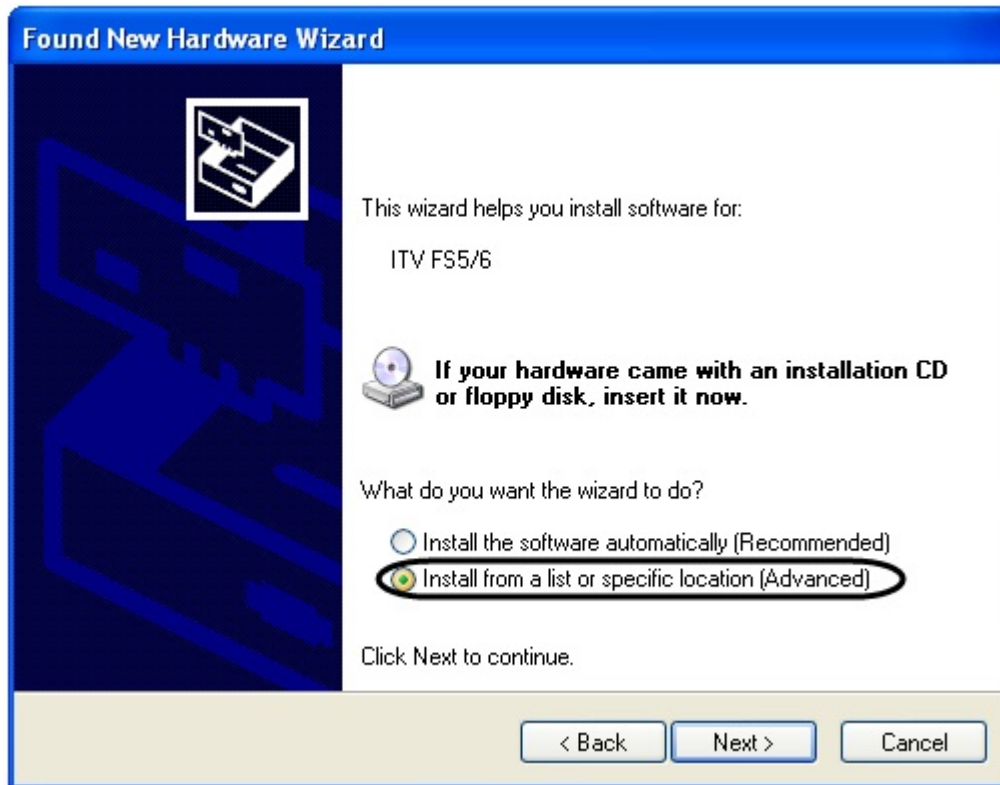 Found New Hardware Wizard
This wizard helps you install software for:
ITV FS5/6
If your hardware came with an installation CD
or floppy disk, insert it now.
What do you want the wizard to do?
Install the software automatically (Recommended)
Install from a list or specific location (Advanced)
Click Next to continue.
< Back Next > Cancel